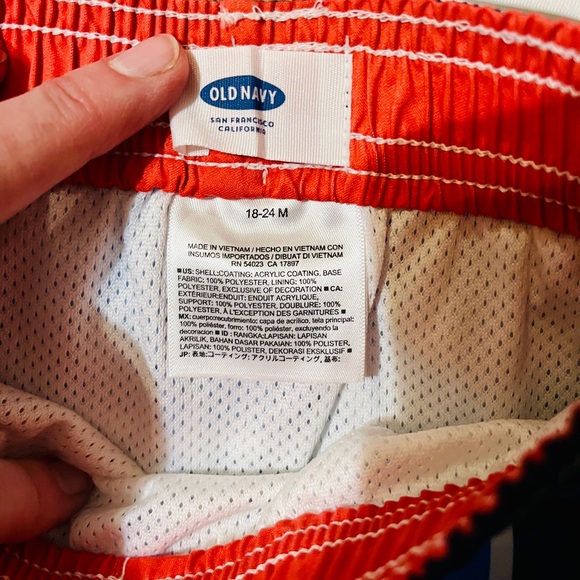 OLD NAVY
SAN FRANCISCO
CALIFORNIA
18-24 M
MADE IN VIETNAM / HECHO EN VIETNAM CON
INSUMOS IMPORTADOS / DIBUAT DI VIETNAM
RN 54023 CA 17897
■ US: SHELL:COATING: ACRYLIC COATING, BASE
FABRIC: 100% POLYESTER, LINING: 100%
POLYESTER, EXCLUSIVE OF DECORATION ■ CA:
EXTÉRIEUR:ENDUIT: ENDUIT ACRYLIQUE,
SUPPORT: 100% POLYESTER, DOUBLURE: 100%
POLYESTER, À L'EXCEPTION DES GARNITURES ■
MX: cuerpo:recubrimiento: capa de acrílico, tela principal:
100% poliéster, forro: 100% poliéster, excluyendo la
decoracion ■ ID : RANGKA:LAPISAN: LAPISAN
AKRILIK, BAHAN DASAR PAKAIAN: 100% POLISTER,
LAPISAN: 100% POLISTER, DEKORASI EKSKLUSIF ■
JP: 表地:コーティング: アクリルコーティング, 基布: